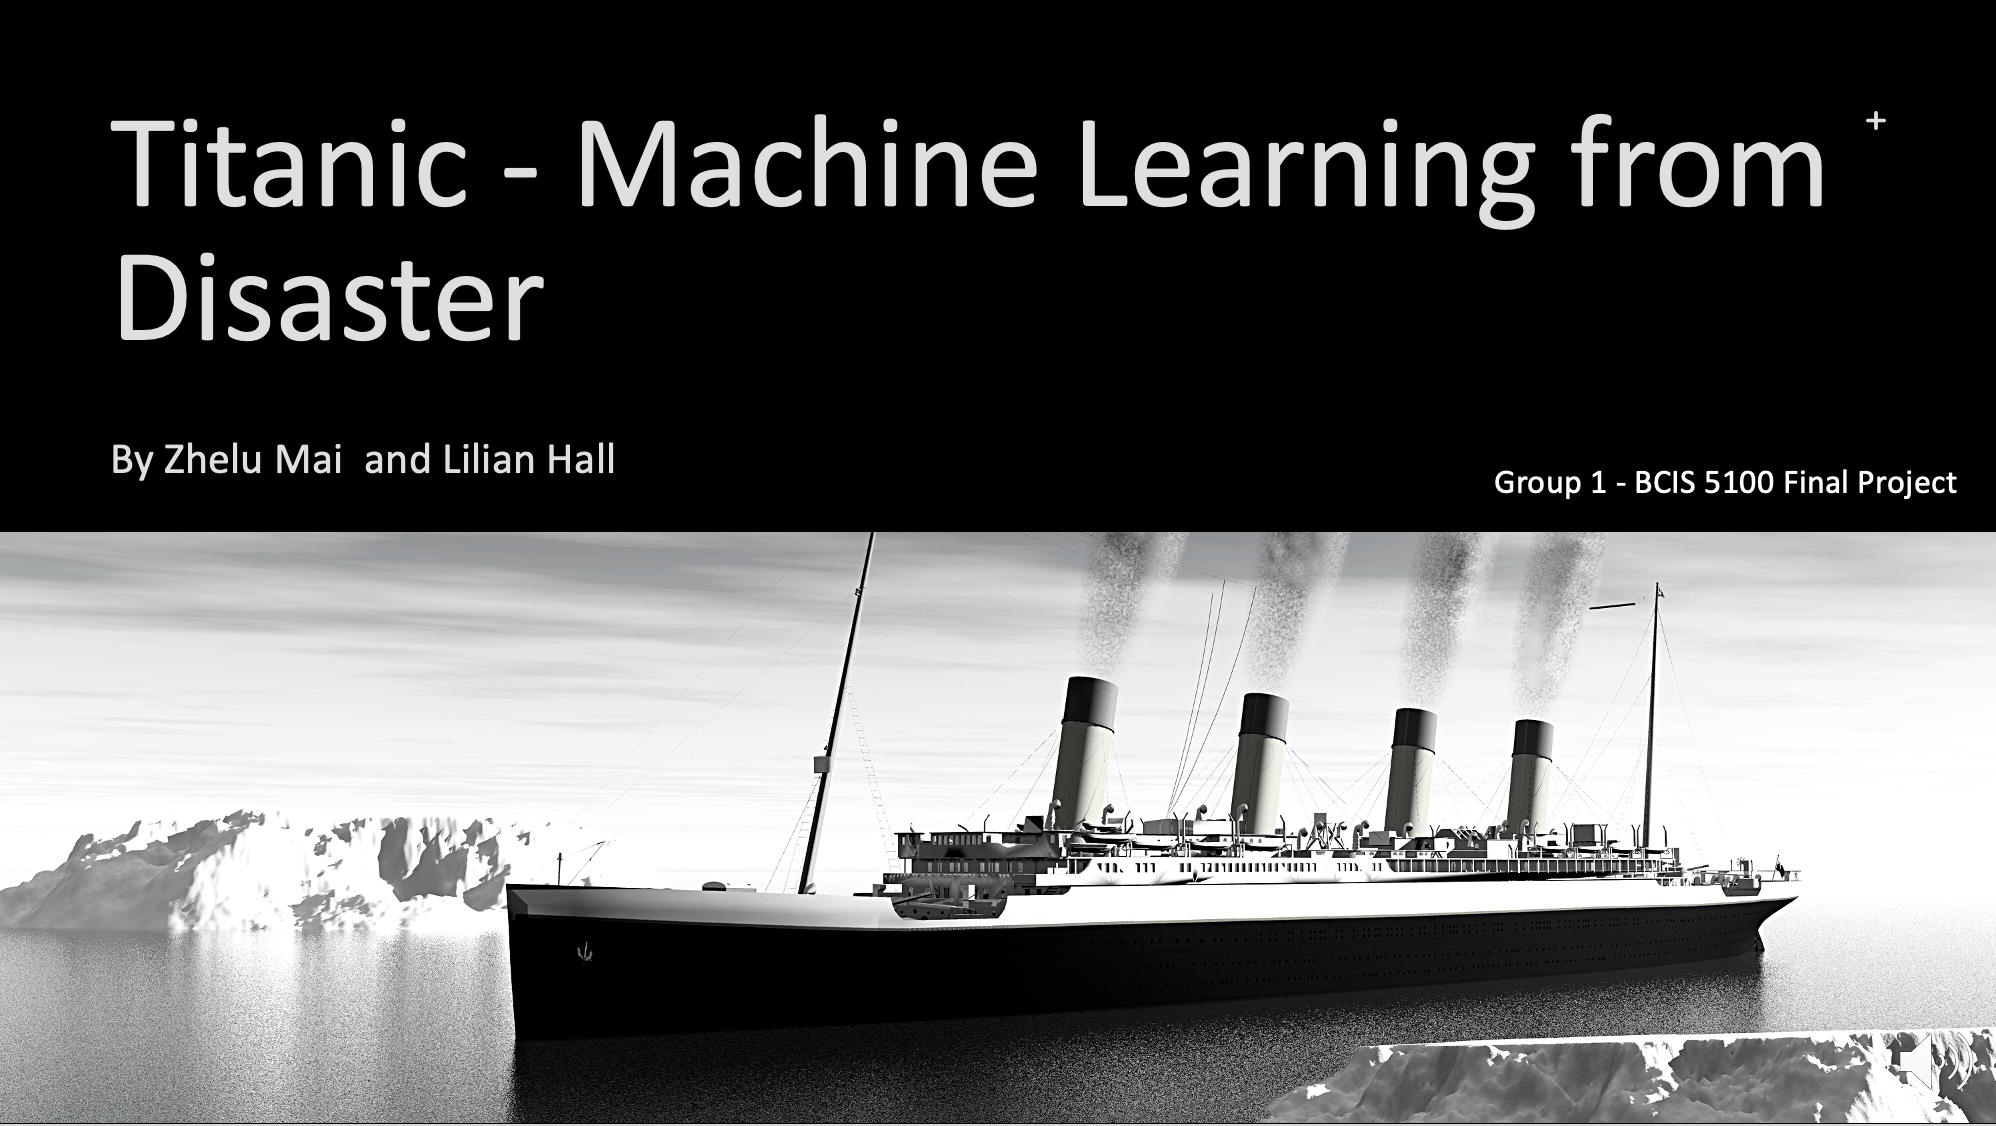 Titanic - Machine Learning from
Disaster
+
By Zhelu Mai  and Lilian Hall
Group 1 - BCIS 5100 Final Project